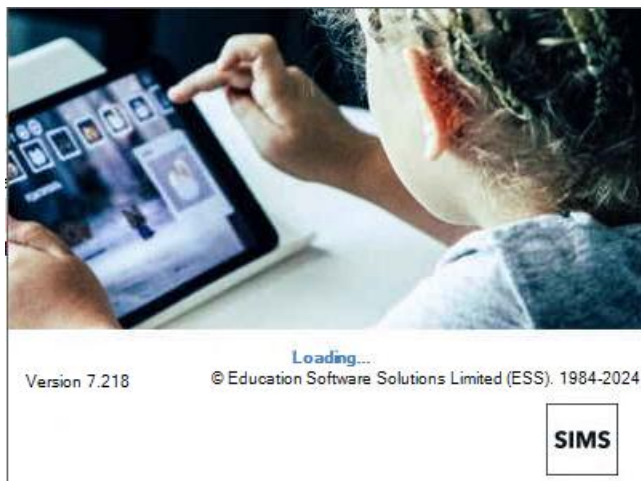 Loading...
Version 7.218
© Education Software Solutions Limited (ESS). 1984-2024
SIMS